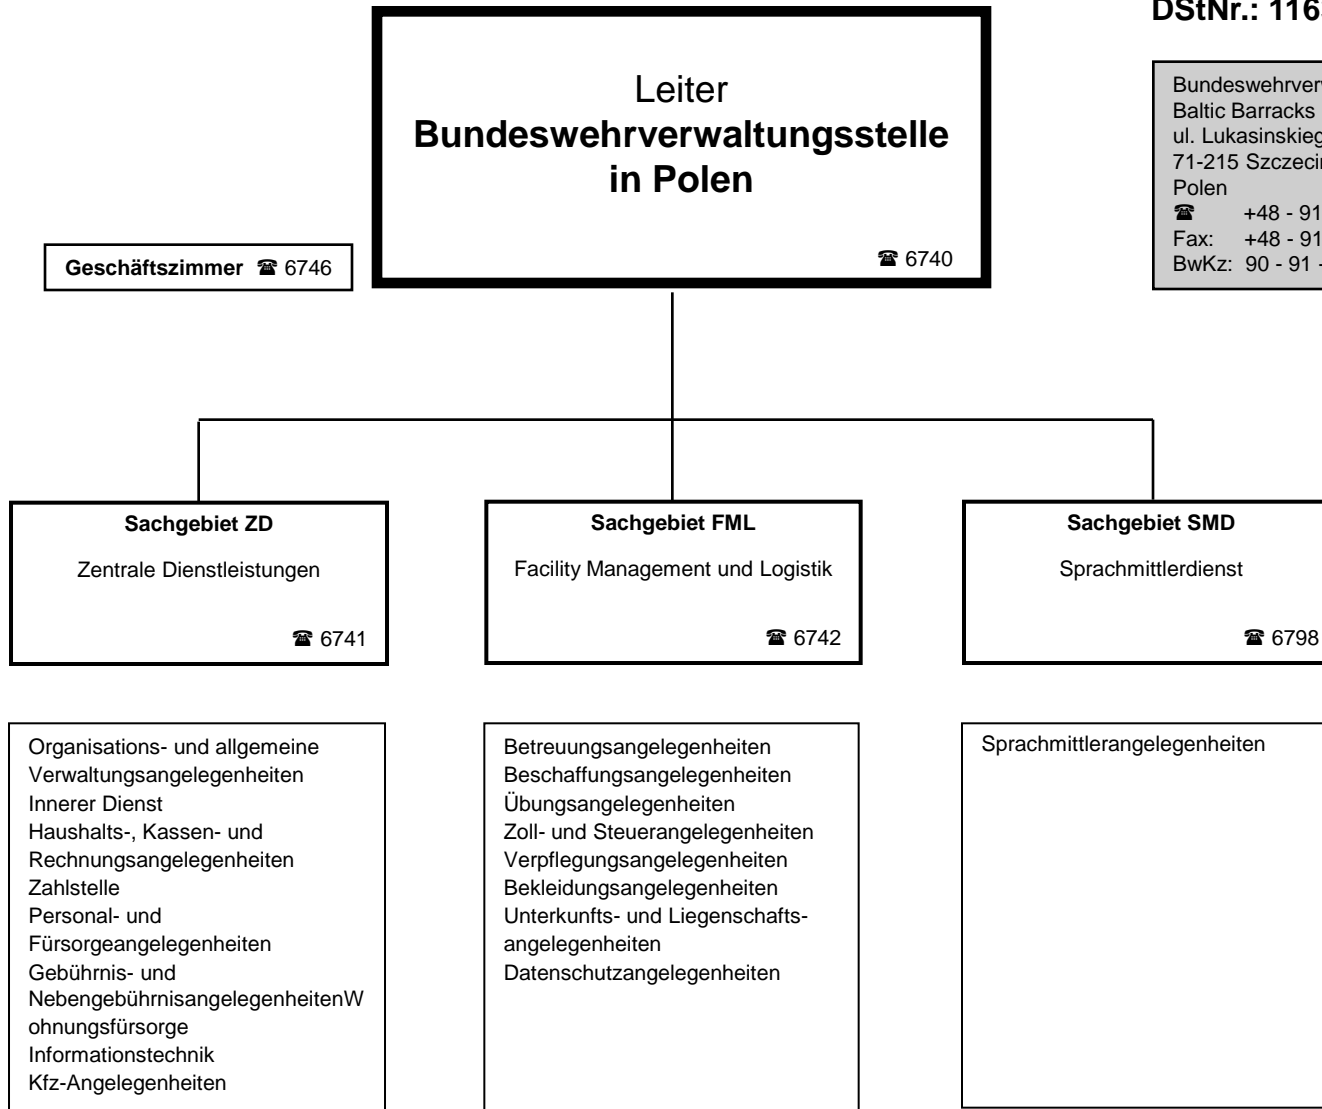 DStNr.: 116
Leiter
Bundeswehrverwaltungsstelle
in Polen
☎ 6740
Geschäftszimmer ☎ 6746
Baltic Barracks
ul.
71-215
Polen
☎ +48 - 91
Fax: +48 - 91
BwKz: 90 - 91 -
Sachgebiet ZD
Zentrale Dienstleistungen
☎ 6741
Sachgebiet FML
Facility Management und Logistik
☎ 6742
Sachgebiet SMD
Sprachmittlerdienst
☎ 6798
Organisations- und allgemeine
Verwaltungsangelegenheiten
Innerer Dienst
Haushalts-, Kassen- und
Rechnungsangelegenheiten
Zahlstelle
Personal- und
Fürsorgeangelegenheiten
Gebührnis- und
NebengebührnisangelegenheitenW
ohnungsfürsorge
Informationstechnik
Kfz-Angelegenheiten
Betreuungsangelegenheiten
Beschaffungsangelegenheiten
Übungsangelegenheiten
Zoll- und Steuerangelegenheiten
Verpflegungsangelegenheiten
Bekleidungsangelegenheiten
Unterkunfts- und Liegenschafts-
angelegenheiten
Datenschutzangelegenheiten
Sprachmittlerangelegenheiten